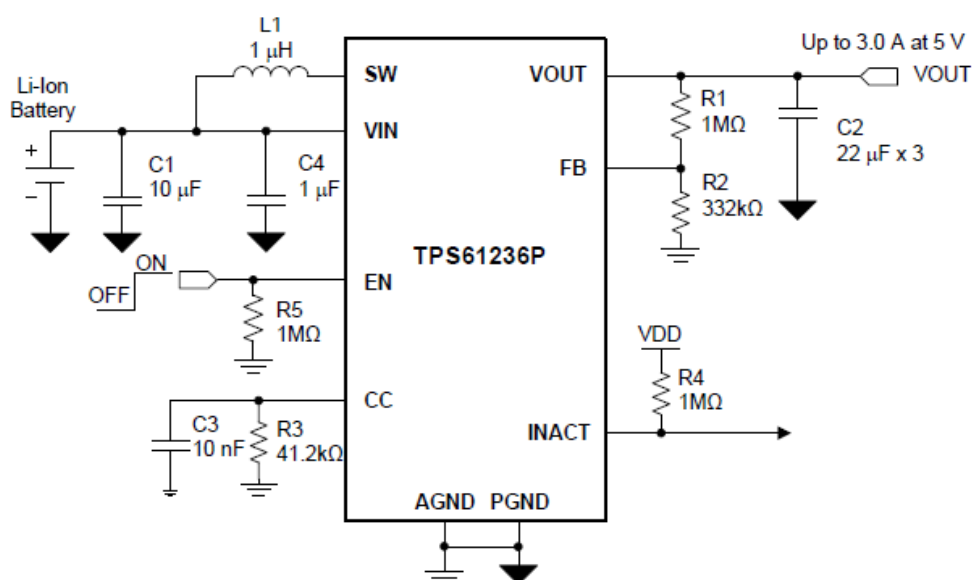 L1
1 μH
Up to 3.0 A at 5 V
SW
VOUT
VOUT
Li-Ion
Battery
R1
1MΩ
VIN
+
C1
10 μF
C4
1 μF
C2
22 μF x 3
FB
–
R2
332kΩ
TPS61236P
ON
OFF
EN
R5
1MΩ
VDD
R4
1MΩ
CC
C3
10 nF
R3
41.2kΩ
INACT
AGND
PGND